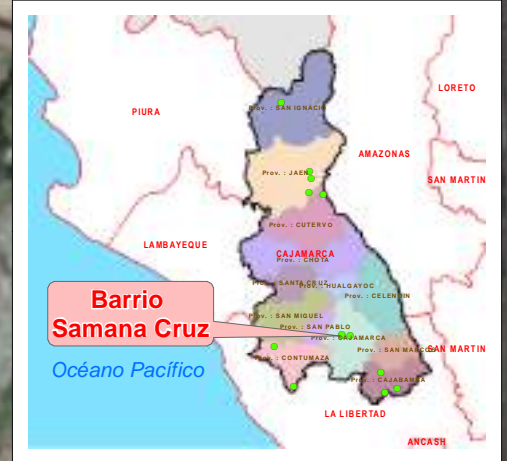 LORETO
PIURA
Prov. : SAN IGNACIO
AMAZONAS
Prov. : JAEN
SAN MARTIN
Prov. : CUTERVO
LAMBAYEQUE
CAJAMARCA
Prov. : CHOTA
Prov. : SANTA CRUZ
Prov. : HUALGAYOC
Prov. : CELENDIN
Barrio
Samana Cruz
Prov. : SAN MIGUEL
Prov. : SAN PABLO
Prov. : CAJAMARCA
Prov. : SAN MARCOS
SAN MARTIN
Prov. : CONTUMAZA
Océano Pacífico
Prov. : CAJABAMBA
LA LIBERTAD
ANCASH